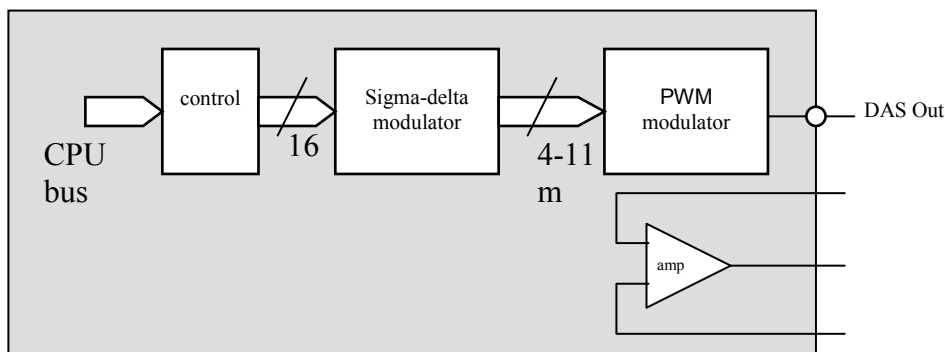 control
Sigma-delta
modulator
PWM
modulator
DAS Out
CPU
bus
16
4-11
m
amp